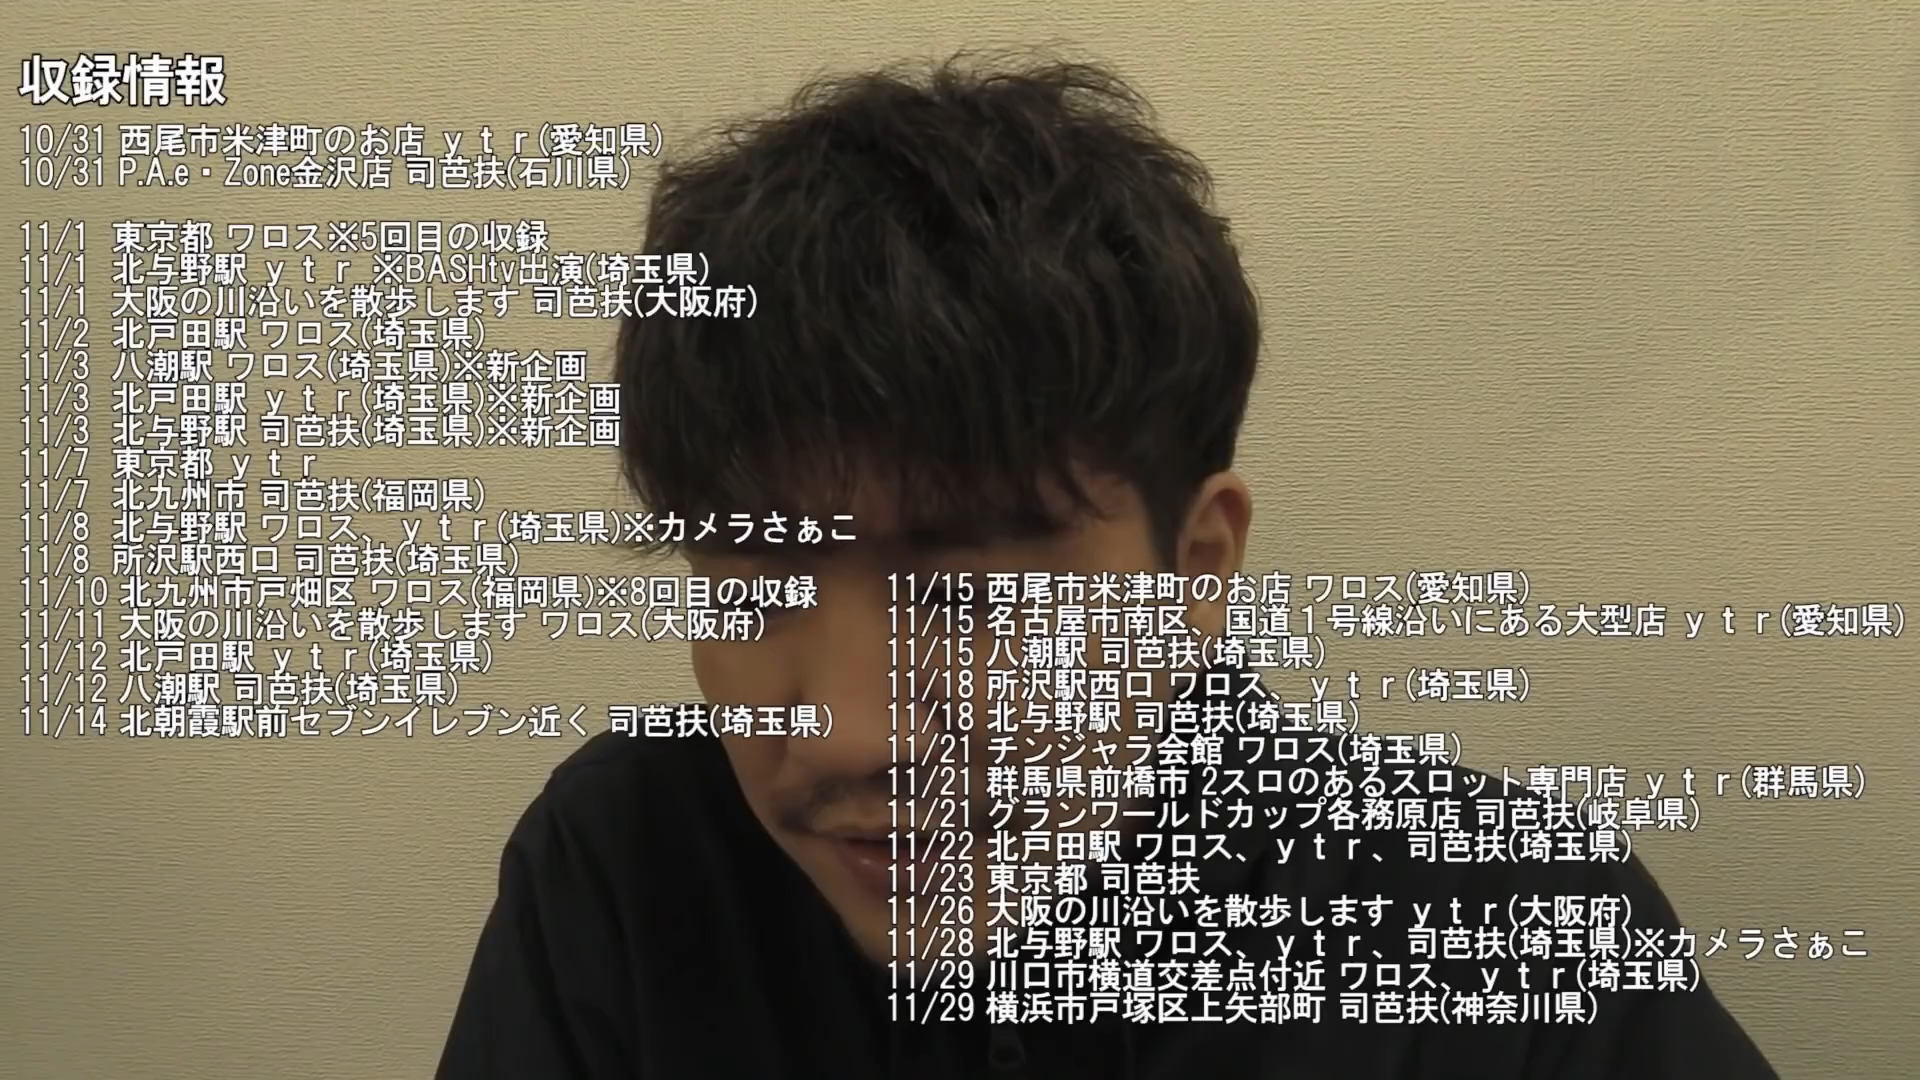 収録情報
10/31 西尾市米津町のお店 ｙｔｒ(愛知県)
10/31 P.A.e・Zone金沢店 司芭扶(石川県)
11/1 東京都 ワロス※5回目の収録
11/1 北与野駅 ｙｔｒ ※BASHtv出演(埼玉県)
11/1 大阪の川沿いを散歩します 司芭扶(大阪府)
11/2 北戸田駅 ワロス(埼玉県)
11/3 八潮駅 ワロス(埼玉県)※新企画
11/3 北戸田駅 ｙｔｒ(埼玉県)※新企画
11/3 北与野駅 司芭扶(埼玉県)※新企画
11/7 東京都 ｙｔｒ
11/7 北九州市 司芭扶(福岡県)
11/8 北与野駅 ワロス、ｙｔｒ(埼玉県)※カメラさぁこ
11/8 所沢駅西口 司芭扶(埼玉県)
11/10 北九州市戸畑区 ワロス(福岡県)※8回目の収録
11/11 大阪の川沿いを散歩します ワロス(大阪府)
11/12 北戸田駅 ｙｔｒ(埼玉県)
11/12 八潮駅 司芭扶(埼玉県)
11/14 北朝霞駅前セブンイレブン近く 司芭扶(埼玉県)
11/15 西尾市米津町のお店 ワロス(愛知県)
11/15 名古屋市南区、国道１号線沿いにある大型店 ｙｔｒ(愛知県)
11/15 八潮駅 司芭扶(埼玉県)
11/18 所沢駅西口 ワロス、ｙｔｒ(埼玉県)
11/18 北与野駅 司芭扶(埼玉県)
11/21 チンジャラ会館 ワロス(埼玉県)
11/21 群馬県前橋市 2スロのあるスロット専門店 ｙｔｒ(群馬県)
11/21 グランワールドカップ各務原店 司芭扶(岐阜県)
11/22 北戸田駅 ワロス、ｙｔｒ、司芭扶(埼玉県)
11/23 東京都 司芭扶
11/26 大阪の川沿いを散歩します ｙｔｒ(大阪府)
11/28 北与野駅 ワロス、ｙｔｒ、司芭扶(埼玉県)※カメラさぁこ
11/29 川口市横道交差点付近 ワロス、ｙｔｒ(埼玉県)
11/29 横浜市戸塚区上矢部町 司芭扶(神奈川県)